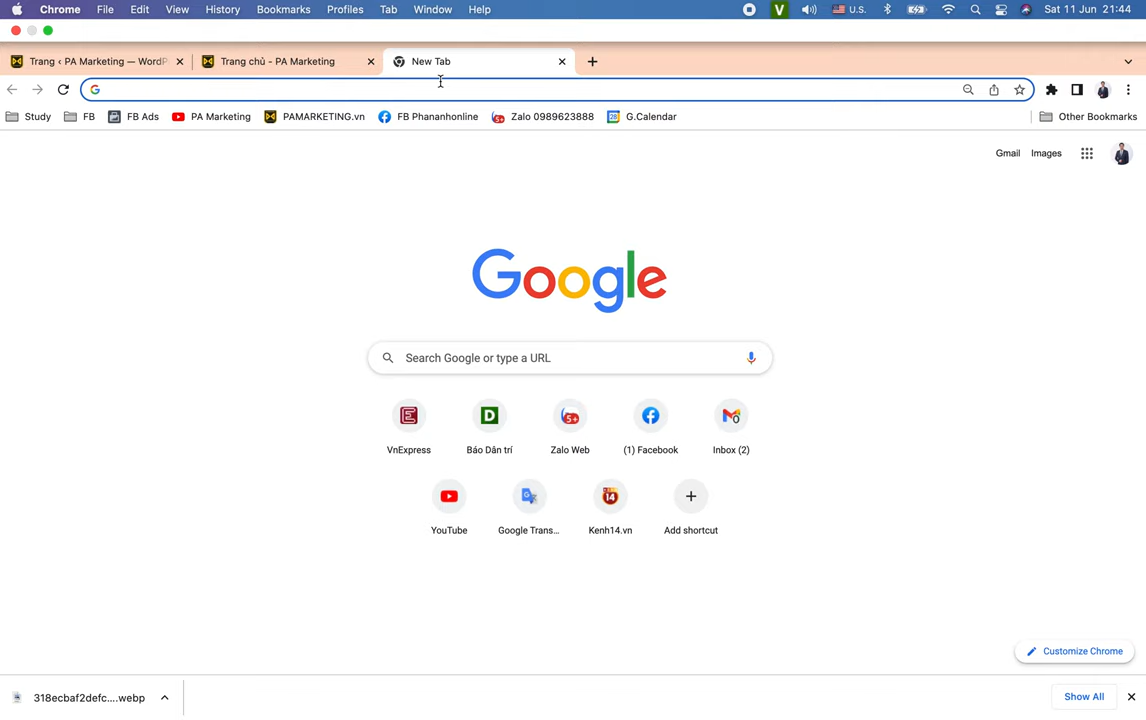 Chrome File Edit View History Bookmarks Profiles Tab Window Help V U.S. Sat 11 Jun 21:44
Trang ‹ PA Marketing — WordP Trang chủ - PA Marketing New Tab
Study FB FB Ads PA Marketing PAMARKETING.vn FB Phananhonline Zalo 0989623888 G.Calendar Other Bookmarks
Gmail Images
Google
Search Google or type a URL
VnExpress Báo Dân trí Zalo Web (1) Facebook Inbox (2)
YouTube Google Trans... Kenh14.vn Add shortcut
Customize Chrome
318ecbaf2defc....webp Show All